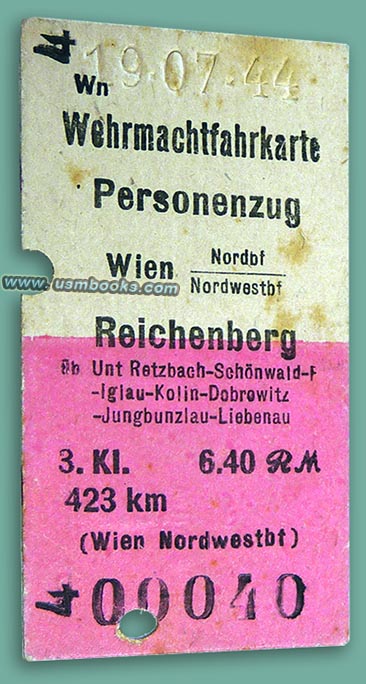 4
19.07.44
Wn
Wehrmachtfahrkarte
Personenzug
Wien Nordbf
Nordwestbf
www.usmbooks.com
Reichenberg
üb Unt Retzbach-Schönwald-F
-Iglau-Kolin-Dobrowitz
-Jungbunzlau-Liebenau
3. Kl. 6.40 RM
423 km
(Wien Nordwestbf)
4 00040